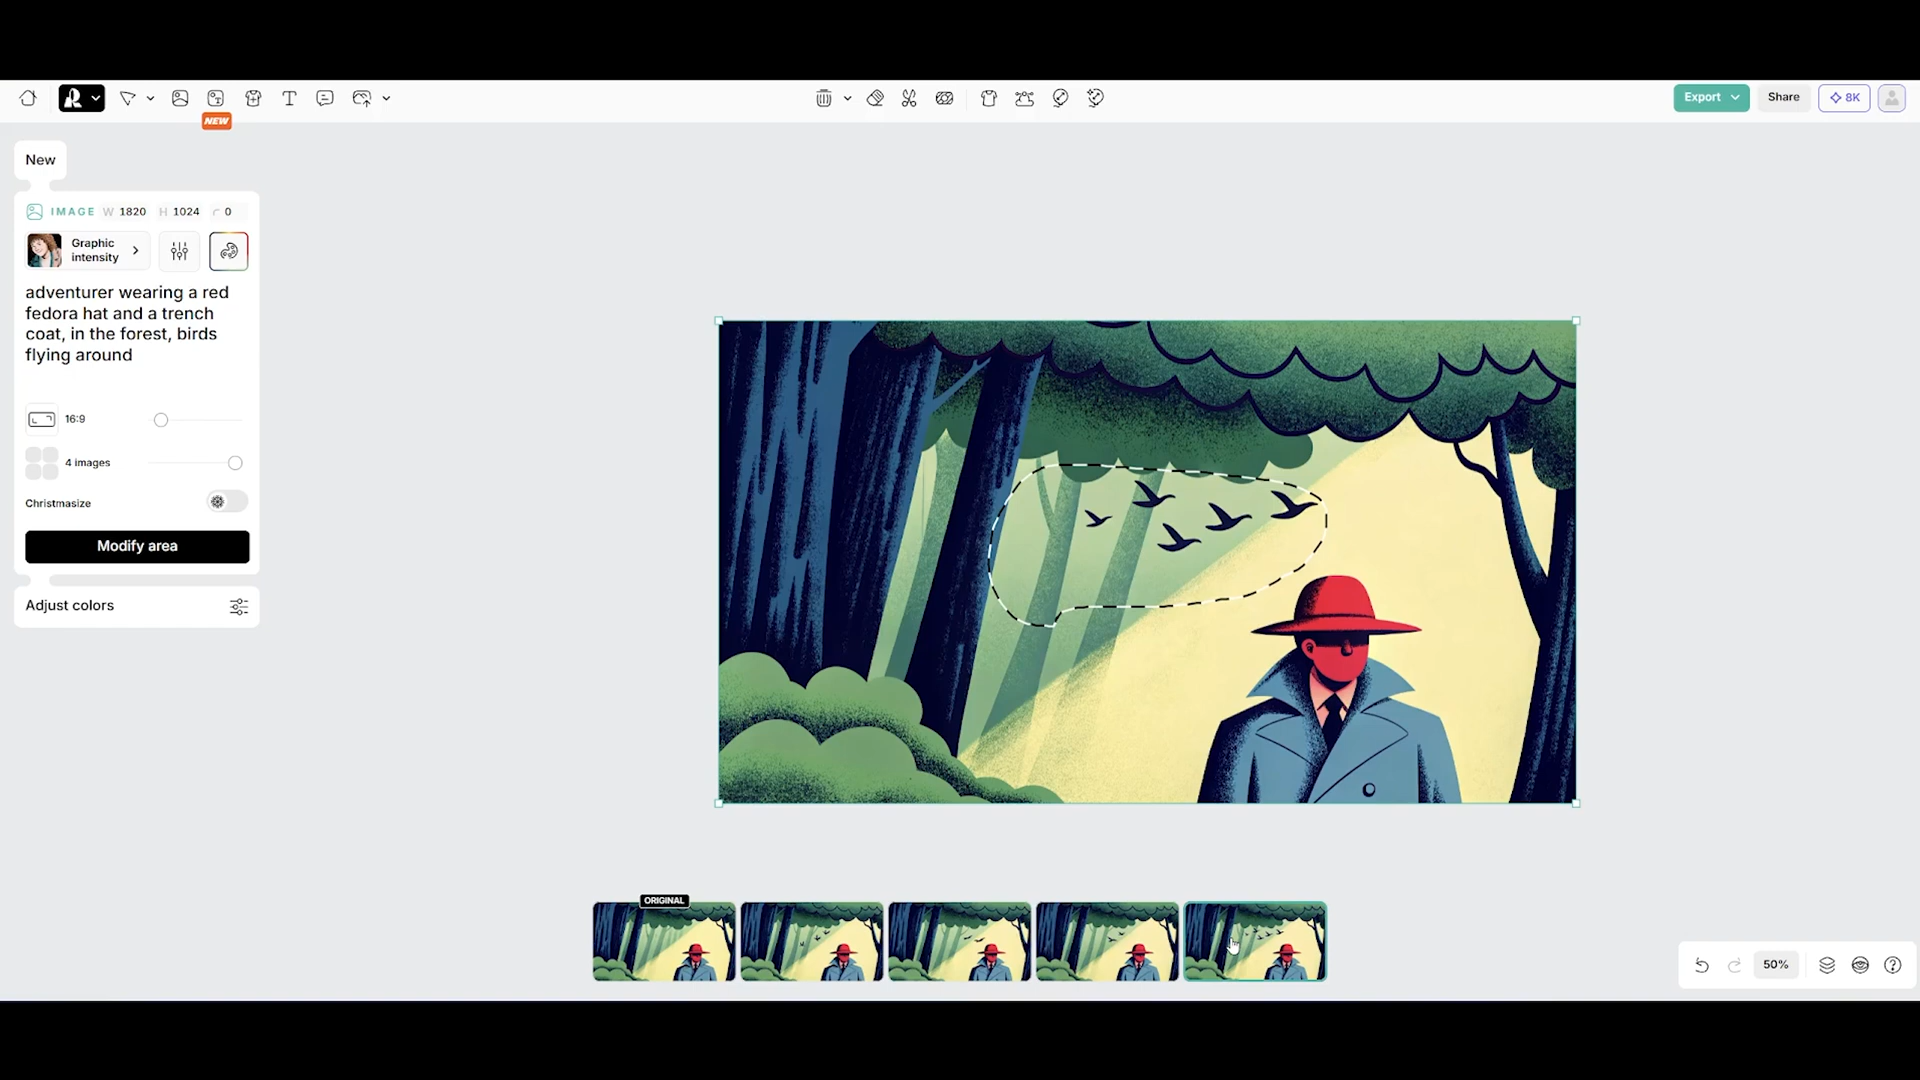 NEW
Export
Share
8K
New
IMAGE W 1820 H 1024 0
Graphic
intensity
adventurer wearing a red
fedora hat and a trench
coat, in the forest, birds
flying around
16:9
4 images
Christmasize
Modify area
Adjust colors
ORIGINAL
50%